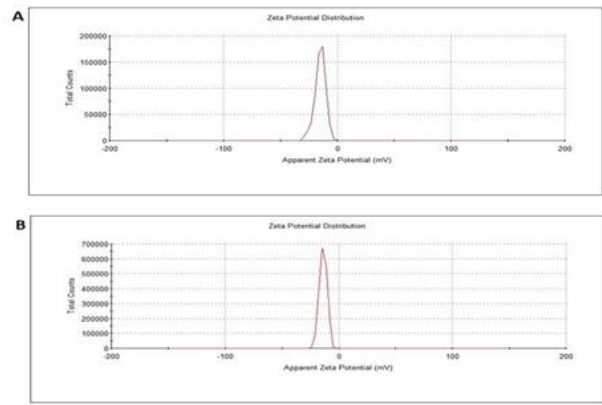 A
Zeta Potential Distribution
200000
150000
100000
50000
0
Total Counts
-200 -100 0 100 200
Apparent Zeta Potential (mV)
B
Zeta Potential Distribution
700000
600000
500000
400000
300000
200000
100000
0
Total Counts
-200 -100 0 100 200
Apparent Zeta Potential (mV)